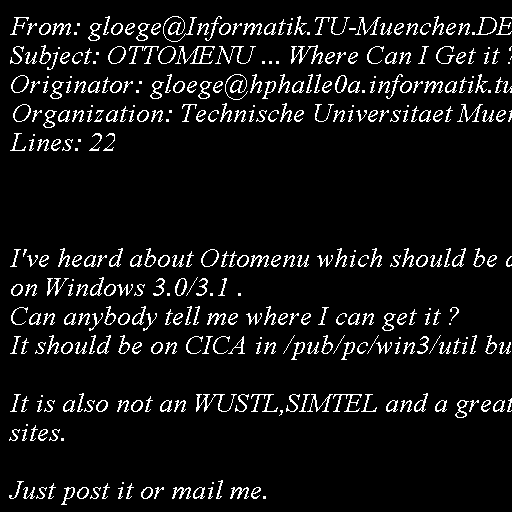 From: gloege@Informatik.TU-Muenchen.DE
Subject: OTTOMENU ... Where Can I Get it ?
Originator: gloege@hphalle0a.informatik.tu
Organization: Technische Universitaet Muen
Lines: 22
I've heard about Ottomenu which should be a
on Windows 3.0/3.1 .
Can anybody tell me where I can get it ?
It should be on CICA in /pub/pc/win3/util bu
It is also not an WUSTL,SIMTEL and a great
sites.
Just post it or mail me.